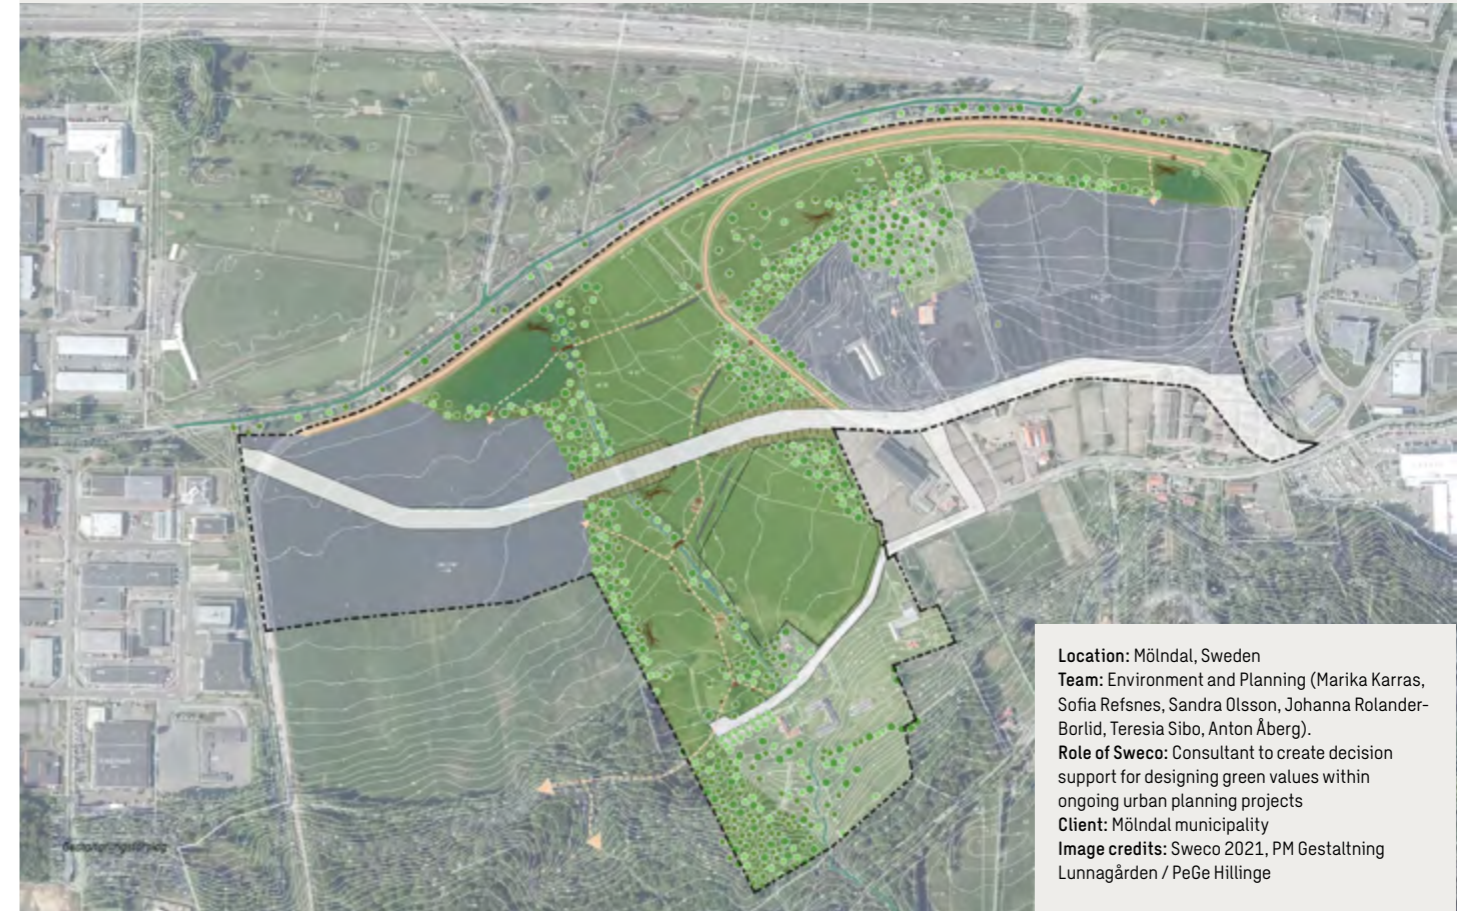 Location: Mölndal, Sweden
Team: Environment and Planning (Marika Karras,
Sofia Refsnes, Sandra Olsson, Johanna Rolander-
Borlid, Teresia Sibo, Anton Åberg).
Role of Sweco: Consultant to create decision
support for designing green values within
ongoing urban planning projects
Client: Mölndal municipality
Image credits: Sweco 2021, PM Gestaltning
Lunnagården / PeGe Hillinge